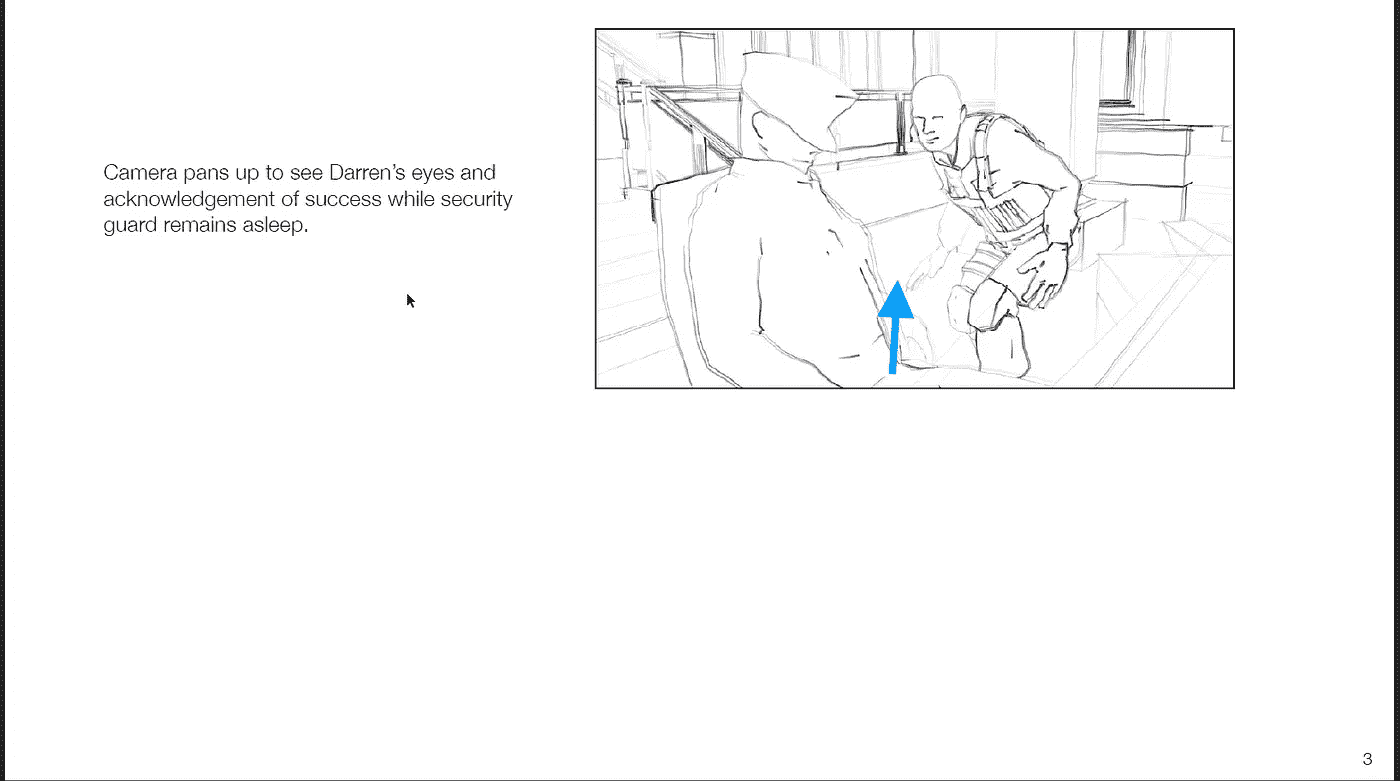 Camera pans up to see Darren’s eyes and
acknowledgement of success while security
guard remains asleep.
3